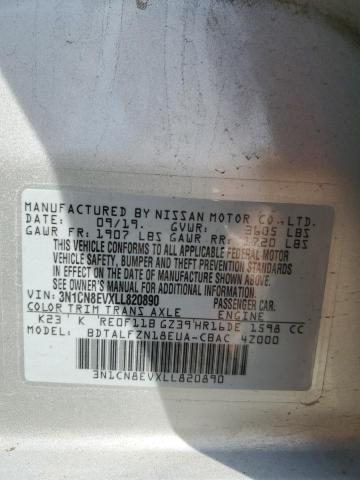 MANUFACTURED BY NISSAN MOTOR CO., LTD.
DATE: 09/19. GVWR: 3605 LBS
GAWR FR: 1907 LBS GAWR RR: 1720 LBS
THIS VEHICLE CONFORMS TO ALL APPLICABLE FEDERAL MOTOR
VEHICLE SAFETY, BUMPER, AND THEFT PREVENTION
STANDARDS IN EFFECT ON THE DATE OF MANUFACTURE SHOWN ABOVE.
SEE OWNER'S MANUAL FOR ADDITIONAL INFORMATION.
VIN: 3N1CN8EVXLL820890 PASSENGER CAR
COLOR TRIM TRANS AXLE ENGINE
K23 K RE0F11B GZ39 HR16DE 1598 CC
MODEL: BDTALFZN18EUA-CBAC 4Z000
3N1CN8EVXLL820890